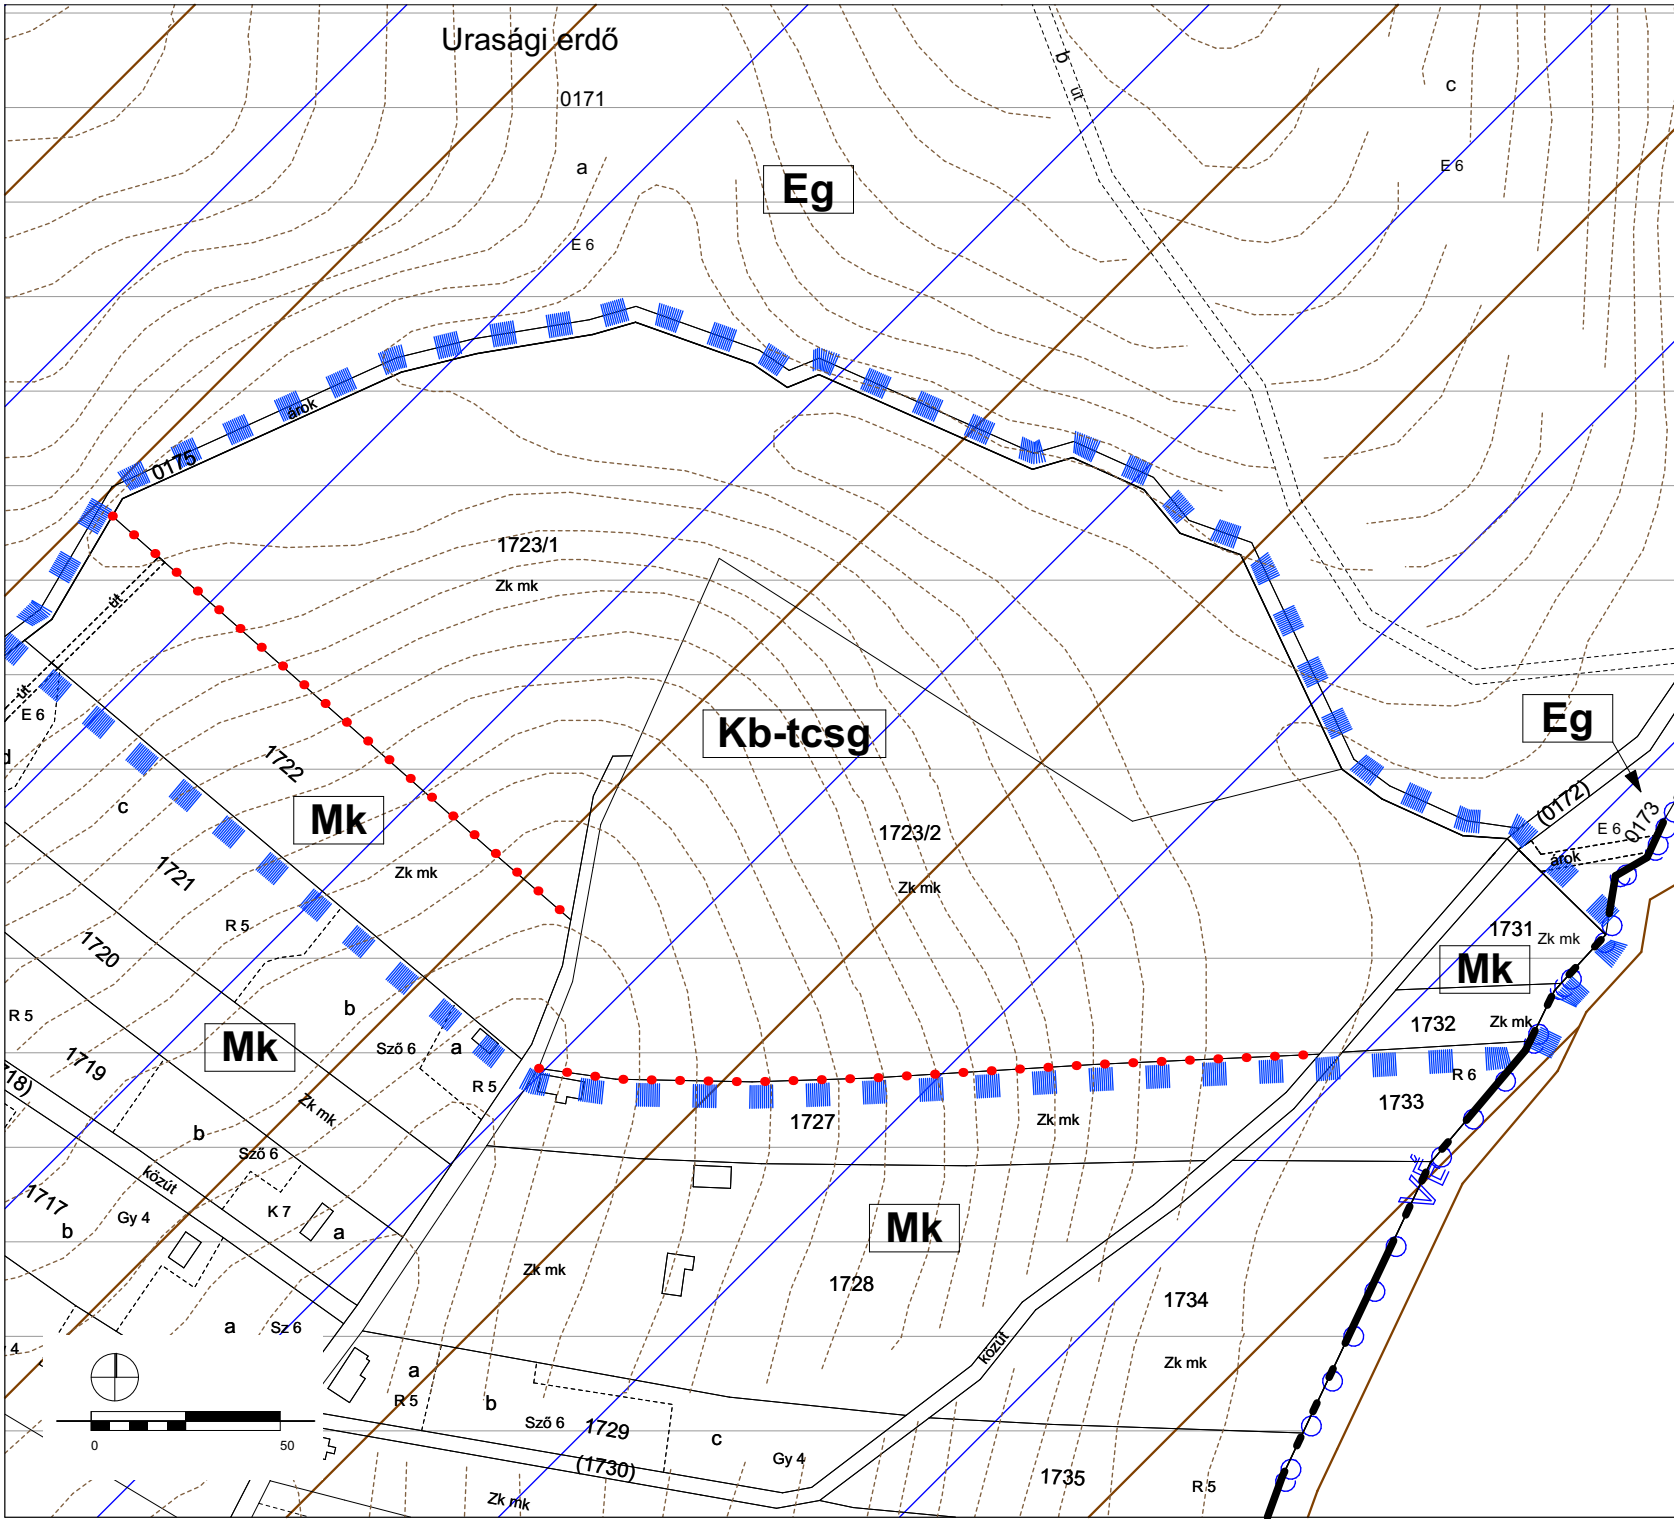 Urasági erdő
0171
a
E 6
Eg
b
út
c
E 6
árok
0175
1723/1
Zk mk
út
út
E 6
d
c
1722
Mk
Kb-tcsg
1723/2
Zk mk
Eg
(0172)
0173
E 6
árok
1731
Zk mk
Mk
1732
Zk mk
R 6
1733
1721
R 5
Zk mk
1720
b
R 5
Mk
Sző 6
a
R 5
1719
718)
Zk mk
1727
Zk mk
b
Sző 6
közút
1717
b
Gy 4
K 7
a
VÉ
Mk
Zk mk
1728
1734
Zk mk
közút
a
Sz 6
4
a
R 5
b
Sző 6
1729
c
Gy 4
(1730)
Zk mk
1735
R 5
0
50